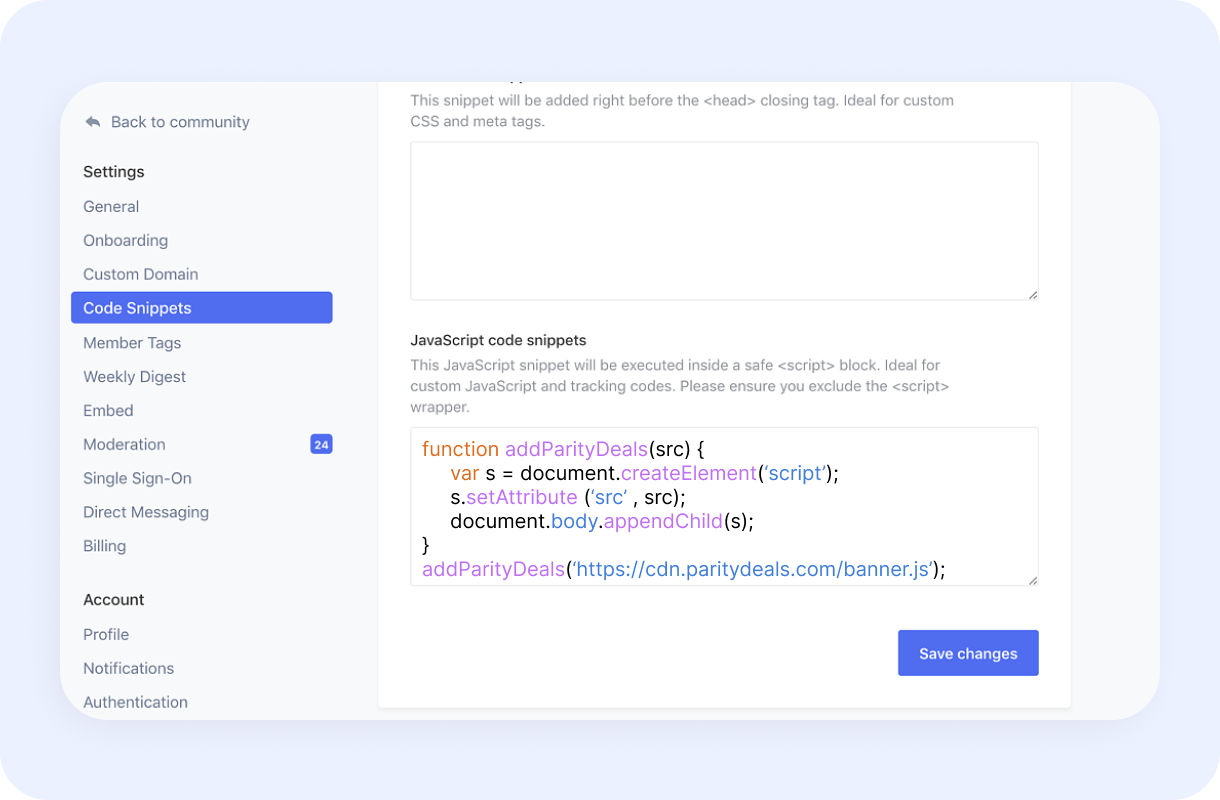 Back to community
Settings
General
Onboarding
Custom Domain
Code Snippets
Member Tags
Weekly Digest
Embed
Moderation 24
Single Sign-On
Direct Messaging
Billing
Account
Profile
Notifications
Authentication
This snippet will be added right before the <head> closing tag. Ideal for custom
CSS and meta tags.
JavaScript code snippets
This JavaScript snippet will be executed inside a safe <script> block. Ideal for
custom JavaScript and tracking codes. Please ensure you exclude the <script>
wrapper.
function addParityDeals(src) {
var s = document.createElement(‘script’);
s.setAttribute (‘src’ , src);
document.body.appendChild(s);
}
addParityDeals(‘https://cdn.paritydeals.com/banner.js’);
Save changes